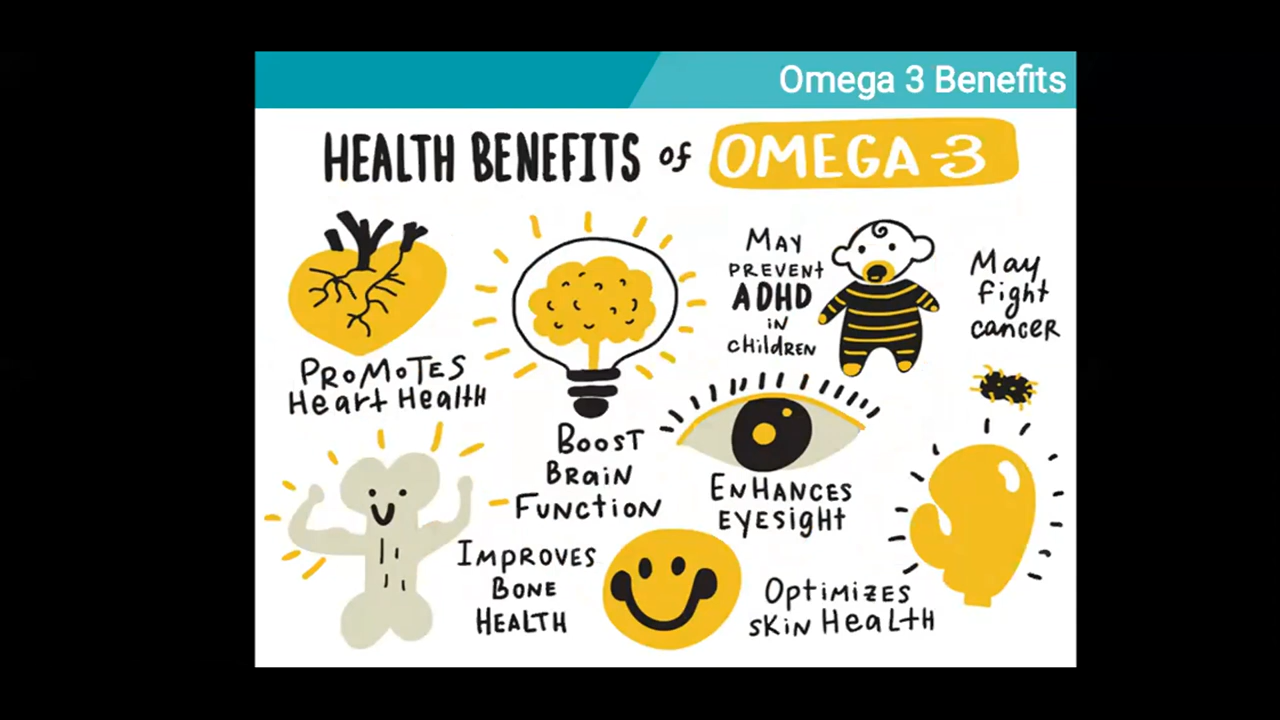 Omega 3 Benefits
HEALTH BENEFITS of OMEGA-3
PROMOTES
Heart Health
BOOST
BRaiN
FUNCTION
MAY
PREVENT
ADHD
iN
childREN
May
fight
cancer
ENHANCES
EYEsight
IMPROVES
BONE
HEALTH
OPTIMIZES
sKiN HeaLtH